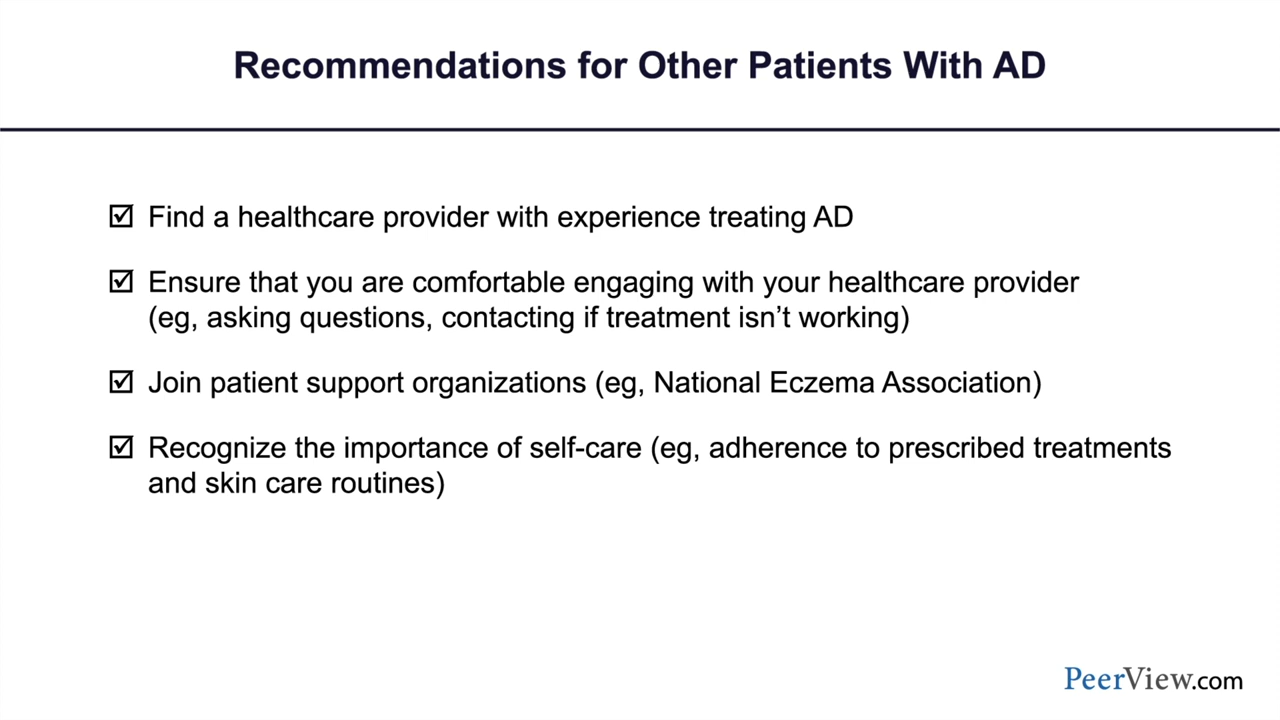 Recommendations for Other Patients With AD
Find a healthcare provider with experience treating AD
Ensure that you are comfortable engaging with your healthcare provider
(eg, asking questions, contacting if treatment isn’t working)
Join patient support organizations (eg, National Eczema Association)
Recognize the importance of self-care (eg, adherence to prescribed treatments
and skin care routines)
PeerView.com